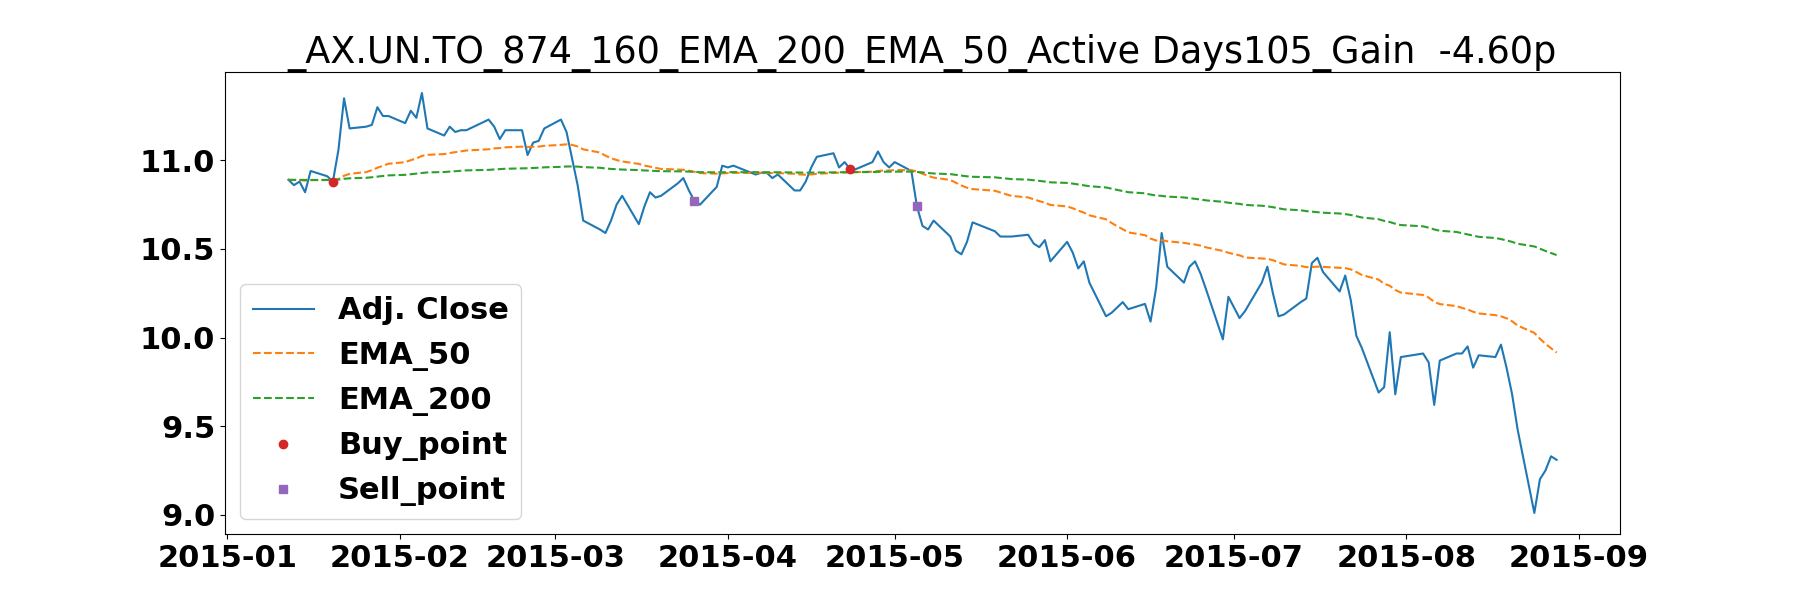 _AX.UN.TO_874_160_EMA_200_EMA_50_Active Days105_Gain  -4.60p
11.0
10.5
10.0
9.5
9.0
Adj. Close
EMA_50
EMA_200
Buy_point
Sell_point
2015-01 2015-02 2015-03 2015-04 2015-05 2015-06 2015-07 2015-08 2015-09